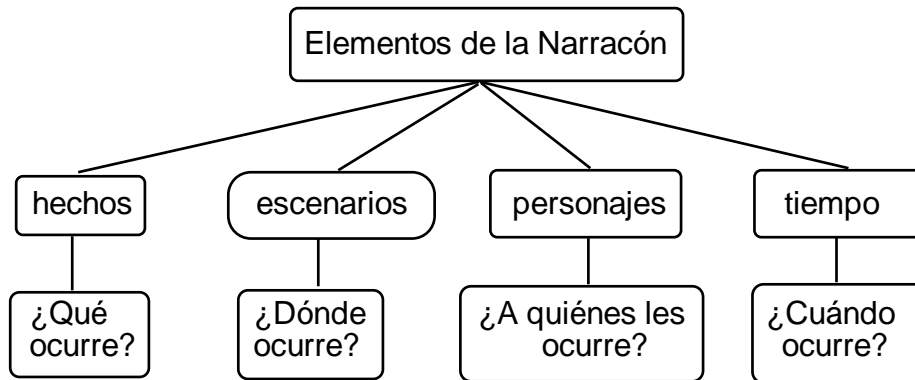 Elementos de la Narracón
hechos
escenarios
personajes
tiempo
¿Qué
ocurre?
¿Dónde
ocurre?
¿A quiénes les
ocurre?
¿Cuándo
ocurre?